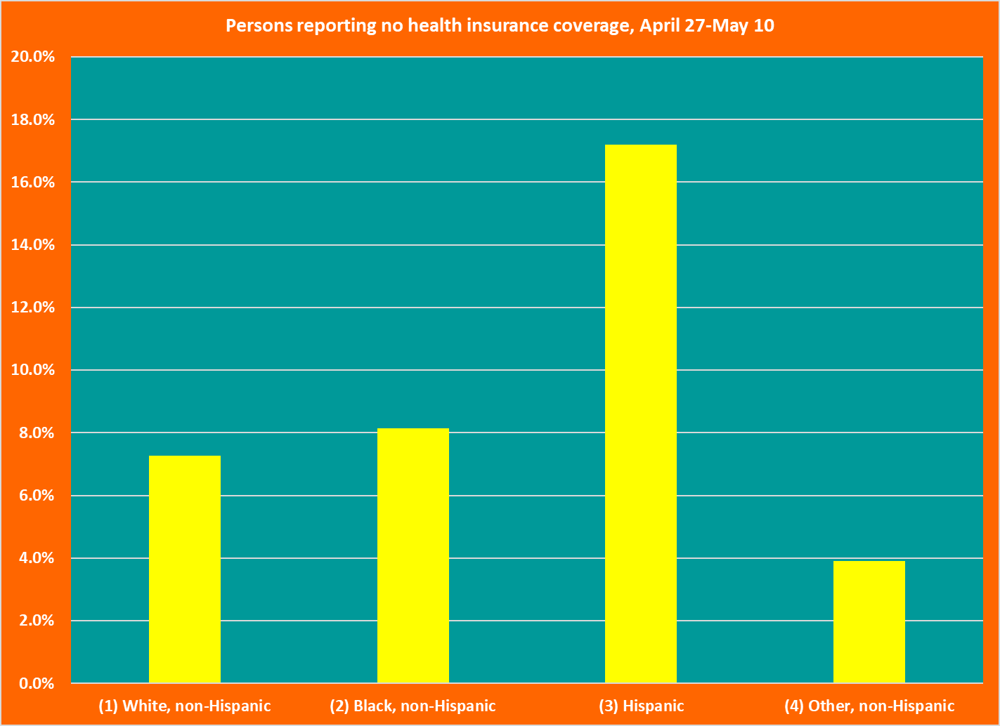 Persons reporting no health insurance coverage, April 27-May 10
20.0%
18.0%
16.0%
14.0%
12.0%
10.0%
8.0%
6.0%
4.0%
2.0%
0.0%
(1) White, non-Hispanic
(2) Black, non-Hispanic
(3) Hispanic
(4) Other, non-Hispanic